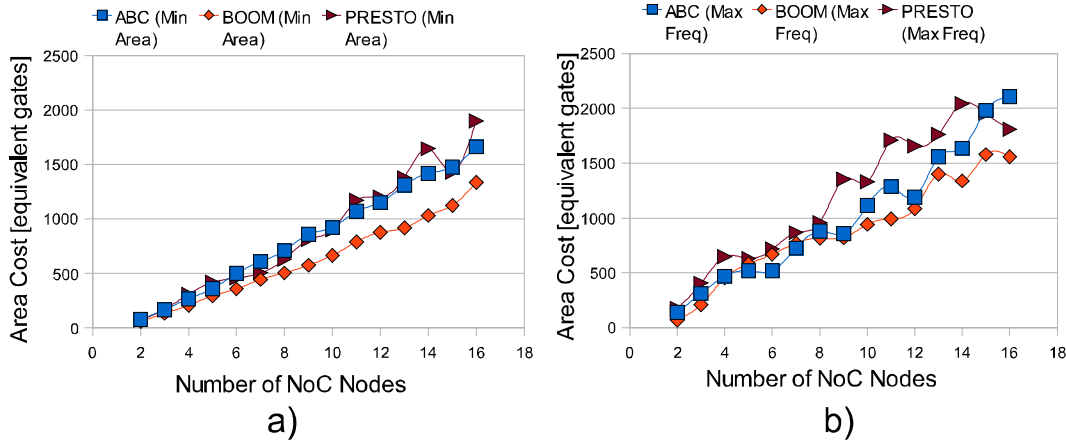 ABC (Min Area)
BOOM (Min Area)
PRESTO (Min Area)
2500
2000
1500
1000
500
0
0 2 4 6 8 10 12 14 16 18
Area Cost [equivalent gates]
Number of NoC Nodes
a)
ABC (Max Freq)
BOOM (Max Freq)
PRESTO (Max Freq)
2500
2000
1500
1000
500
0
0 2 4 6 8 10 12 14 16 18
Area Cost [equivalent gates]
Number of NoC Nodes
b)